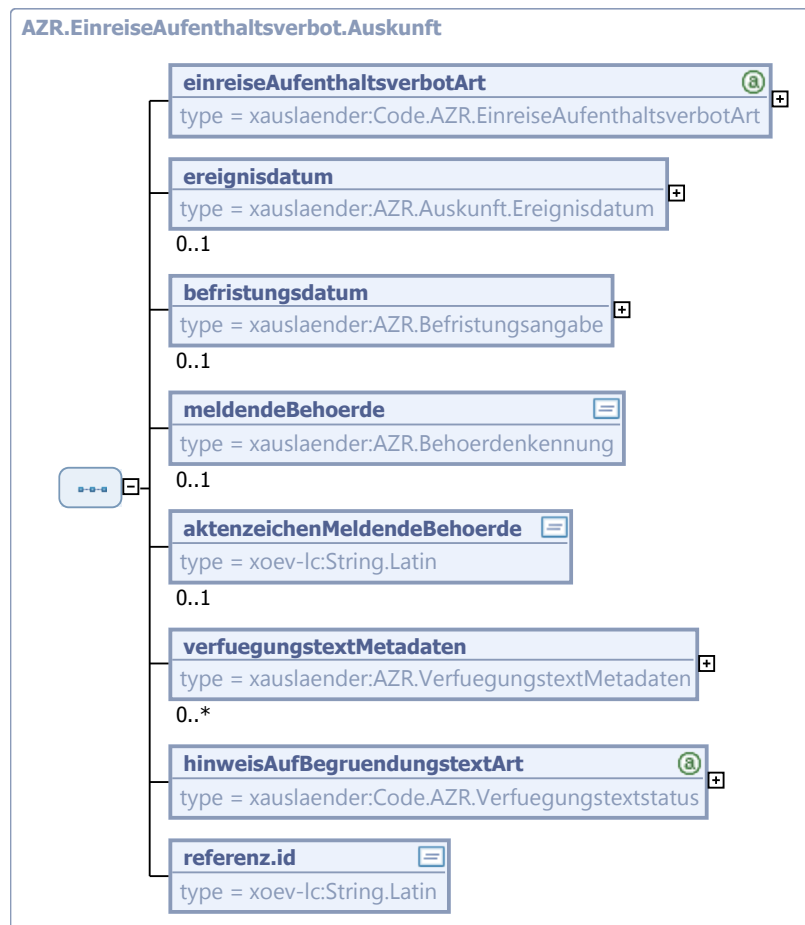 AZR.EinreiseAufenthaltsverbot.Auskunft
einreiseAufenthaltsverbotArt
type = xauslaender:Code.AZR.EinreiseAufenthaltsverbotArt
ereignisdatum
type = xauslaender:AZR.Auskunft.Ereignisdatum
0..1
befristungsdatum
type = xauslaender:AZR.Befristungsangabe
0..1
meldendeBehoerde
type = xauslaender:AZR.Behoerdenkennung
0..1
aktenzeichenMeldendeBehoerde
type = xoev-lc:String.Latin
0..1
verfuegungstextMetadaten
type = xauslaender:AZR.VerfuegungstextMetadaten
0..*
hinweisAufBegruendungstextArt
type = xauslaender:Code.AZR.Verfuegungstextstatus
referenz.id
type = xoev-lc:String.Latin